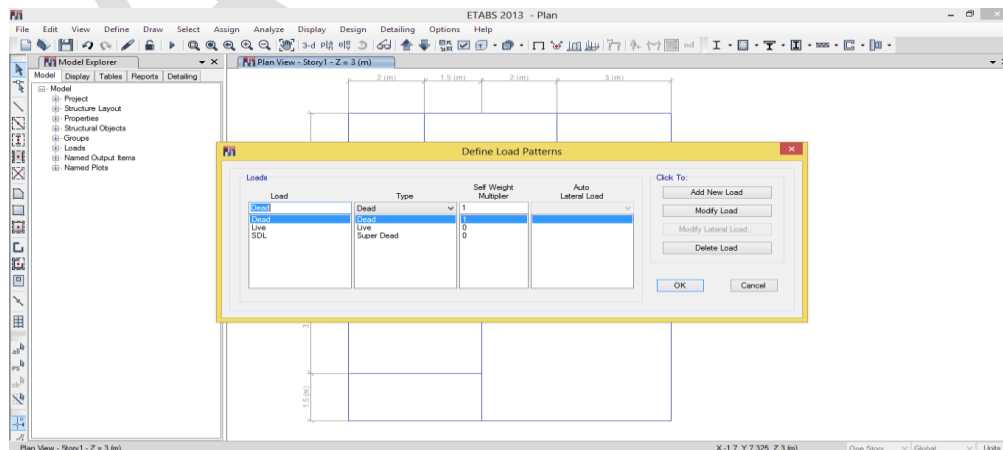 ETABS 2013 - Plan
File Edit View Define Draw Select Assign Analyze Display Design Detailing Options Help
3-d nd
Model Explorer
Plan View - Story1 - Z = 3 (m)
Model Display Tables Reports Detailing
Model
Project
Structure Layout
Properties
Structural Objects
Groups
Loads
Named Output Items
Named Plots
2 (m) 1.5 (m) 2 (m) 3 (m)
Define Load Patterns
Loads
Load Type Self Weight Multiplier Auto Lateral Load
Dead Dead 1
Dead Dead 1
Live Live 0
SDL Super Dead 0
Click To:
Add New Load
Modify Load
Modify Lateral Load...
Delete Load
OK Cancel
3
1.5 (m)
all
PS
clr
Plan View - Story1 - Z = 3 (m)
X -1.7 Y 7.325 Z 3 (m)
One Story Global Units